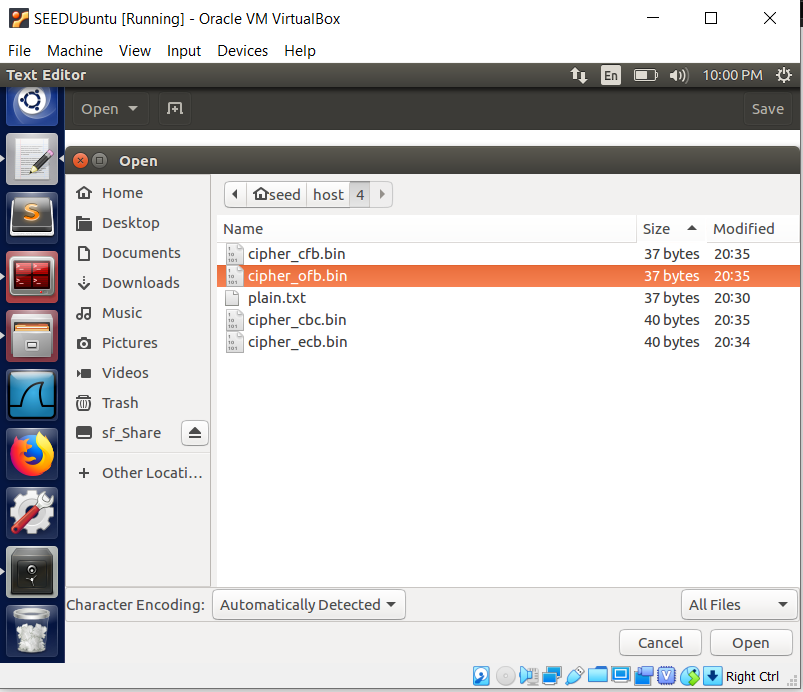 SEEDUbuntu [Running] - Oracle VM VirtualBox
File Machine View Input Devices Help
Text Editor En 10:00 PM
Open Save
Open
Home
Desktop
Documents
Downloads
Music
Pictures
Videos
Trash
sf_Share
Other Locati...
seed host 4
Name Size Modified
cipher_cfb.bin 37 bytes 20:35
cipher_ofb.bin 37 bytes 20:35
plain.txt 37 bytes 20:30
cipher_cbc.bin 40 bytes 20:35
cipher_ecb.bin 40 bytes 20:34
Character Encoding: Automatically Detected All Files
Cancel Open
Right Ctrl